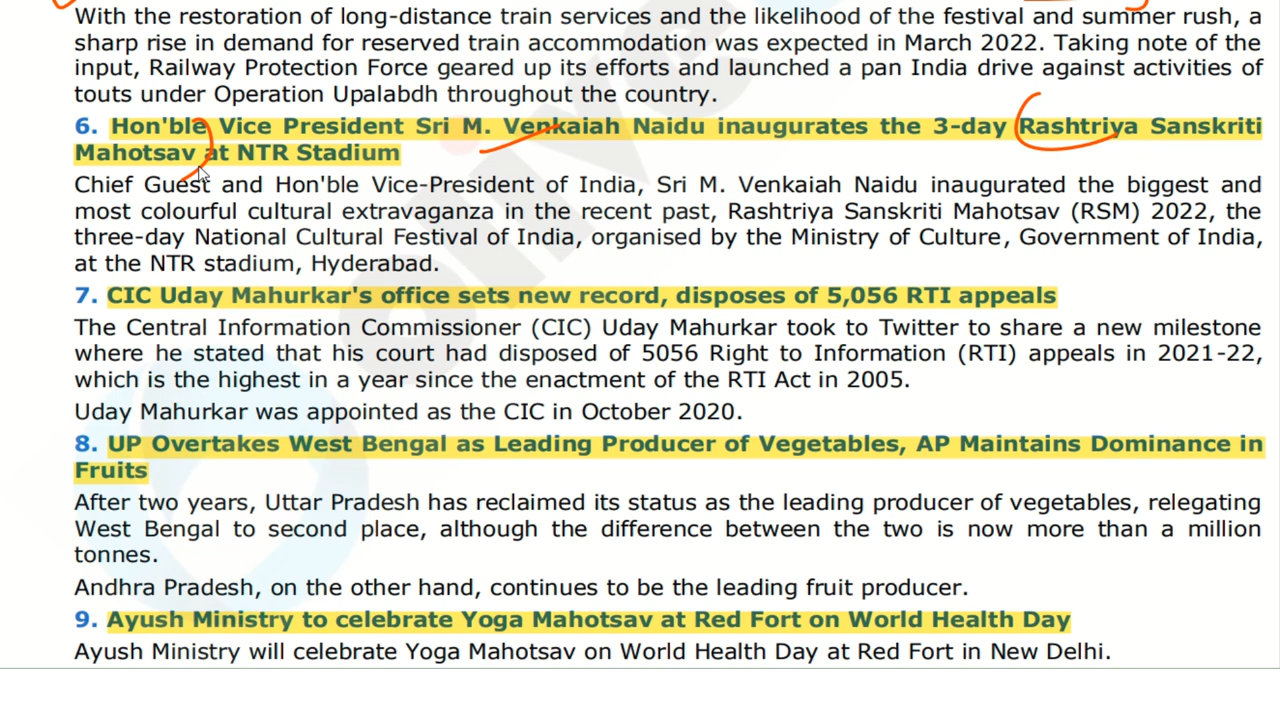 With the restoration of long-distance train services and the likelihood of the festival and summer rush, a
sharp rise in demand for reserved train accommodation was expected in March 2022. Taking note of the
input, Railway Protection Force geared up its efforts and launched a pan India drive against activities of
touts under Operation Upalabdh throughout the country.
6. Hon'ble Vice President Sri M. Venkaiah Naidu inaugurates the 3-day Rashtriya Sanskriti
Mahotsav at NTR Stadium
Chief Guest and Hon'ble Vice-President of India, Sri M. Venkaiah Naidu inaugurated the biggest and
most colourful cultural extravaganza in the recent past, Rashtriya Sanskriti Mahotsav (RSM) 2022, the
three-day National Cultural Festival of India, organised by the Ministry of Culture, Government of India,
at the NTR stadium, Hyderabad.
7. CIC Uday Mahurkar's office sets new record, disposes of 5,056 RTI appeals
The Central Information Commissioner (CIC) Uday Mahurkar took to Twitter to share a new milestone
where he stated that his court had disposed of 5056 Right to Information (RTI) appeals in 2021-22,
which is the highest in a year since the enactment of the RTI Act in 2005.
Uday Mahurkar was appointed as the CIC in October 2020.
8. UP Overtakes West Bengal as Leading Producer of Vegetables, AP Maintains Dominance in
Fruits
After two years, Uttar Pradesh has reclaimed its status as the leading producer of vegetables, relegating
West Bengal to second place, although the difference between the two is now more than a million
tonnes.
Andhra Pradesh, on the other hand, continues to be the leading fruit producer.
9. Ayush Ministry to celebrate Yoga Mahotsav at Red Fort on World Health Day
Ayush Ministry will celebrate Yoga Mahotsav on World Health Day at Red Fort in New Delhi.